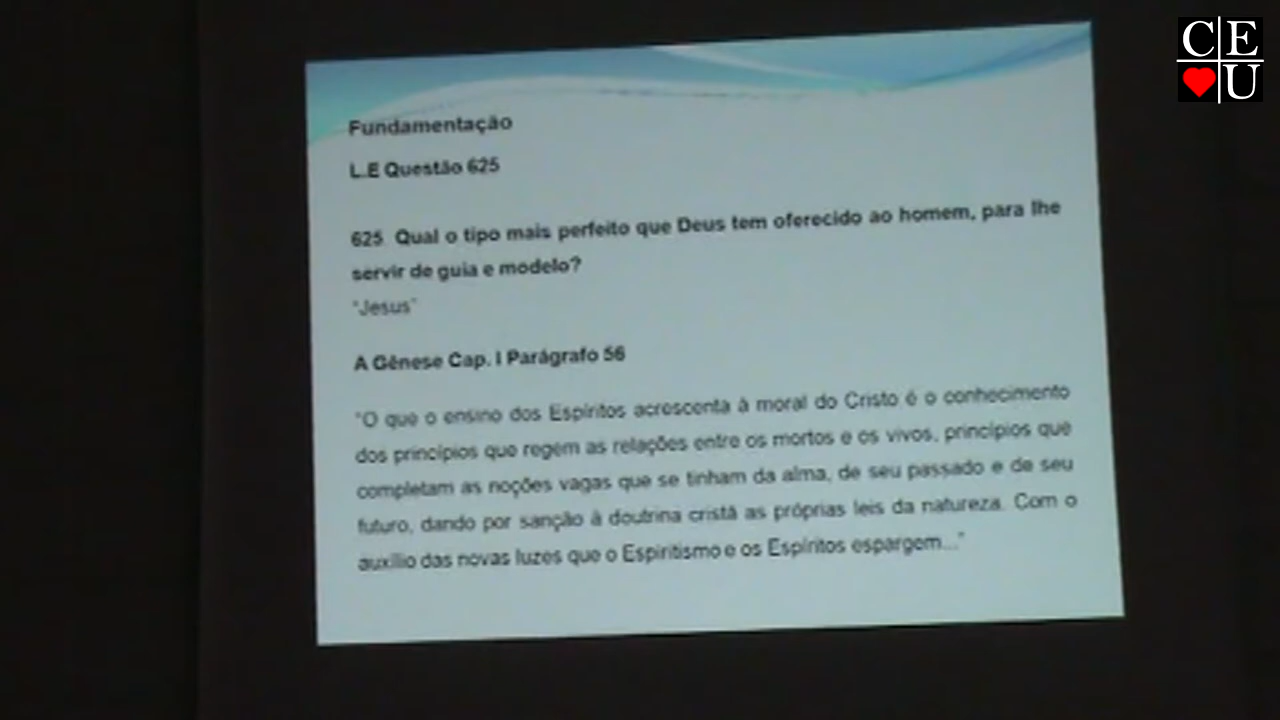 CE
U
Fundamentação
L.E Questão 625
625 Qual o tipo mais perfeito que Deus tem oferecido ao homem, para lhe
servir de guia e modelo?
“Jesus”
A Gênese Cap. I Parágrafo 56
“O que o ensino dos Espíritos acrescenta à moral do Cristo é o conhecimento
dos princípios que regem as relações entre os mortos e os vivos, princípios que
completam as noções vagas que se tinham da alma, de seu passado e de seu
futuro, dando por sanção à doutrina cristã as próprias leis da natureza. Com o
auxílio das novas luzes que o Espiritismo e os Espíritos espargem...”